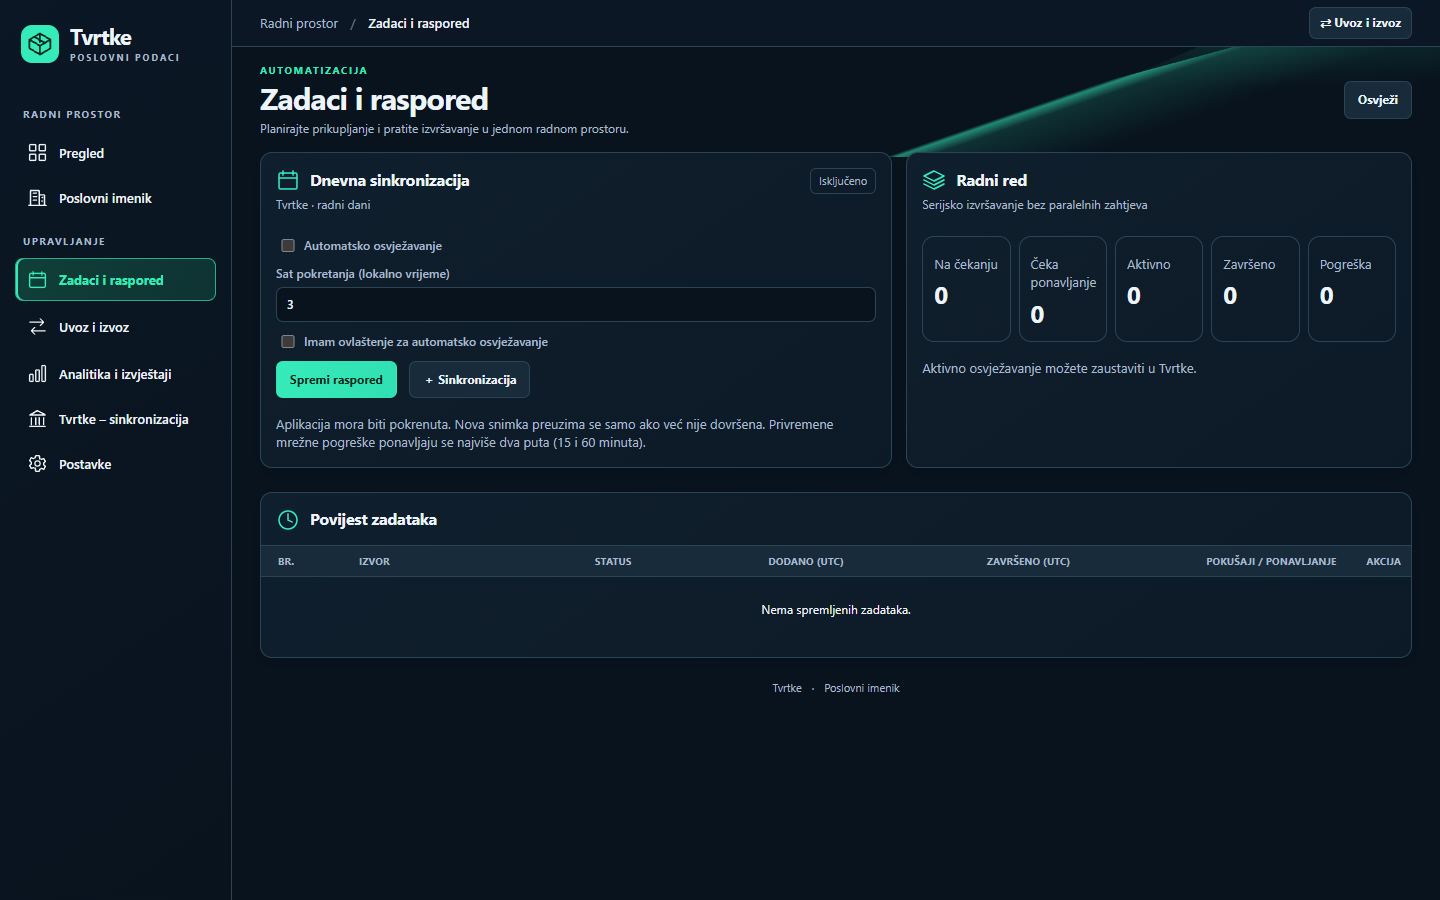 Tvrtke
POSLOVNI PODACI
RADNI PROSTOR
Pregled
Poslovni imenik
UPRAVLJANJE
Zadaci i raspored
Uvoz i izvoz
Analitika i izvještaji
Tvrtke – sinkronizacija
Postavke
Radni prostor / Zadaci i raspored
⇄ Uvoz i izvoz
AUTOMATIZACIJA
Zadaci i raspored
Planirajte prikupljanje i pratite izvršavanje u jednom radnom prostoru.
Osvježi
Dnevna sinkronizacija
Isključeno
Tvrtke · radni dani
Automatsko osvježavanje
Sat pokretanja (lokalno vrijeme)
3
Imam ovlaštenje za automatsko osvježavanje
Spremi raspored
+ Sinkronizacija
Aplikacija mora biti pokrenuta. Nova snimka preuzima se samo ako već nije dovršena. Privremene
mrežne pogreške ponavljaju se najviše dva puta (15 i 60 minuta).
Radni red
Serijsko izvršavanje bez paralelnih zahtjeva
Na čekanju
0
Čeka
ponavljanje
0
Aktivno
0
Završeno
0
Pogreška
0
Aktivno osvježavanje možete zaustaviti u Tvrtke.
Povijest zadataka
BR. IZVOR STATUS DODANO (UTC) ZAVRŠENO (UTC) POKUŠAJI / PONAVLJANJE AKCIJA
Nema spremljenih zadataka.
Tvrtke · Poslovni imenik